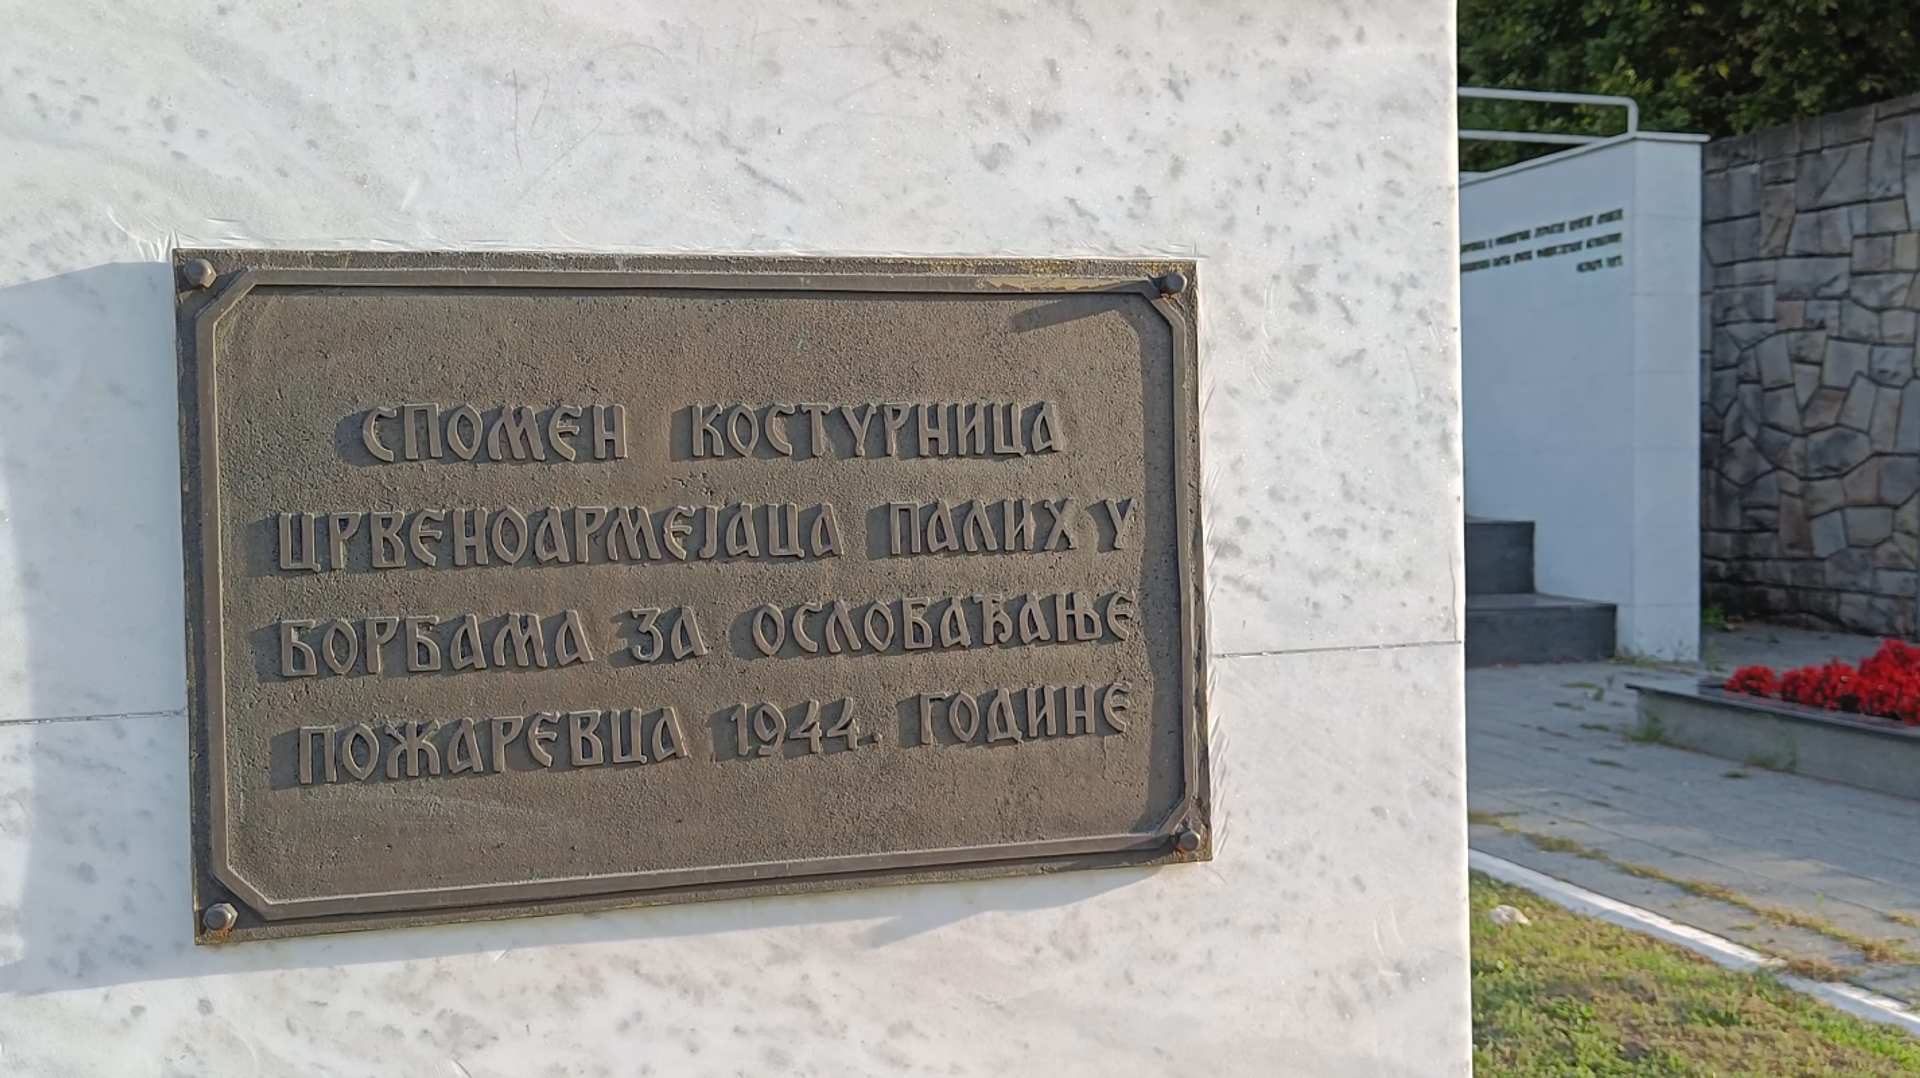 СПОМЕН КОСТУРНИЦА
ЦРВЕНОАРМЕЈАЦА ПАЛИХ У
БОРБАМА ЗА ОСЛОБАЂАЊЕ
ПОЖАРЕВЦА 1944. ГОДИНЕ